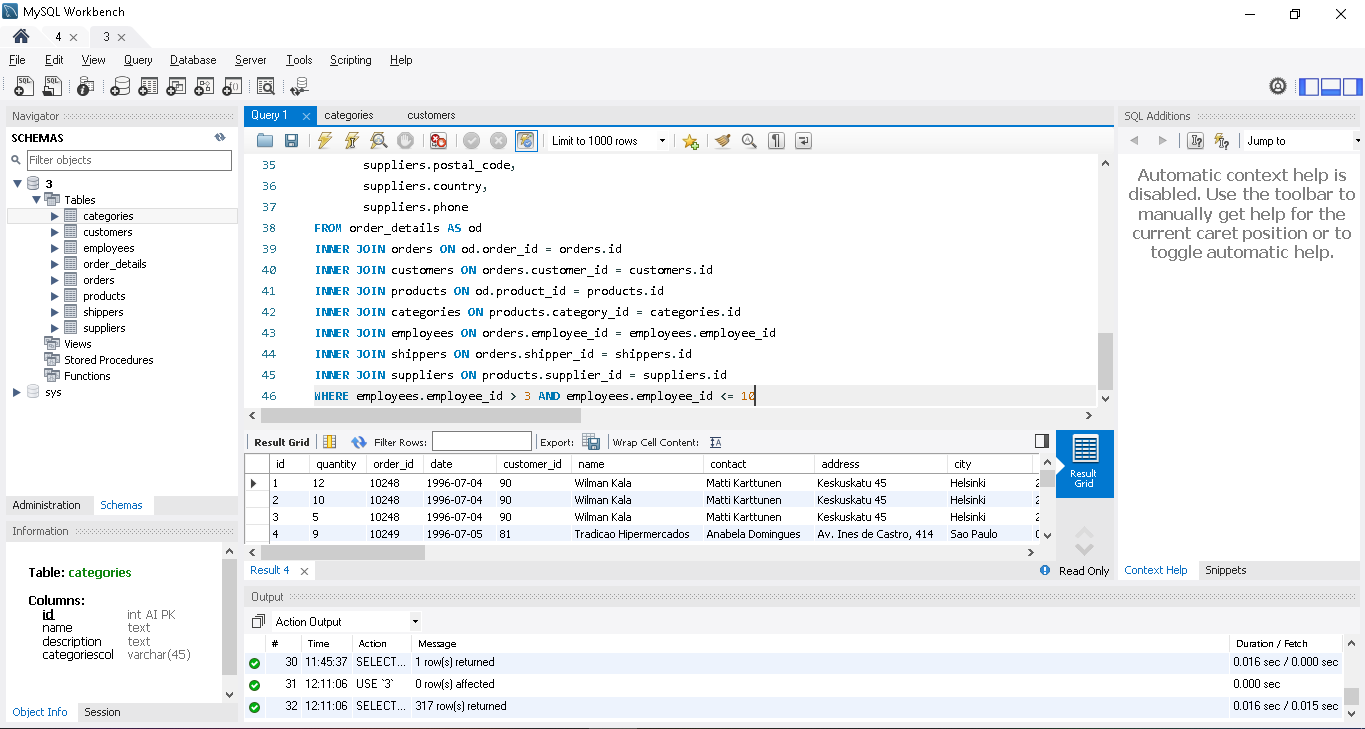 MySQL Workbench
4
3
File Edit View Query Database Server Tools Scripting Help
Navigator
SCHEMAS
Filter objects
3
Tables
categories
customers
employees
order_details
orders
products
shippers
suppliers
Views
Stored Procedures
Functions
sys
Administration Schemas
Information
Table: categories
Columns:
id int AI PK
name text
description text
categoriescol varchar(45)
Object Info Session
Query 1 categories customers
Limit to 1000 rows
35 suppliers.postal_code,
36 suppliers.country,
37 suppliers.phone
38 FROM order_details AS od
39 INNER JOIN orders ON od.order_id = orders.id
40 INNER JOIN customers ON orders.customer_id = customers.id
41 INNER JOIN products ON od.product_id = products.id
42 INNER JOIN categories ON products.category_id = categories.id
43 INNER JOIN employees ON orders.employee_id = employees.employee_id
44 INNER JOIN shippers ON orders.shipper_id = shippers.id
45 INNER JOIN suppliers ON products.supplier_id = suppliers.id
46 WHERE employees.employee_id > 3 AND employees.employee_id <= 10
Result Grid Filter Rows: Export: Wrap Cell Content:
id quantity order_id date customer_id name contact address city
1 12 10248 1996-07-04 90 Wilman Kala Matti Karttunen Keskuskatu 45 Helsinki 2
2 10 10248 1996-07-04 90 Wilman Kala Matti Karttunen Keskuskatu 45 Helsinki 2
3 5 10248 1996-07-04 90 Wilman Kala Matti Karttunen Keskuskatu 45 Helsinki 2
4 9 10249 1996-07-05 81 Tradicao Hipermercados Anabela Domingues Av. Ines de Castro, 414 Sao Paulo 0
Result
Grid
Result 4
Read Only
Output
Action Output
# Time Action Message Duration / Fetch
30 11:45:37 SELECT... 1 row(s) returned 0.016 sec / 0.000 sec
31 12:11:06 USE `3` 0 row(s) affected 0.000 sec
32 12:11:06 SELECT... 317 row(s) returned 0.016 sec / 0.015 sec
SQL Additions
Jump to
Automatic context help is
disabled. Use the toolbar to
manually get help for the
current caret position or to
toggle automatic help.
Context Help Snippets